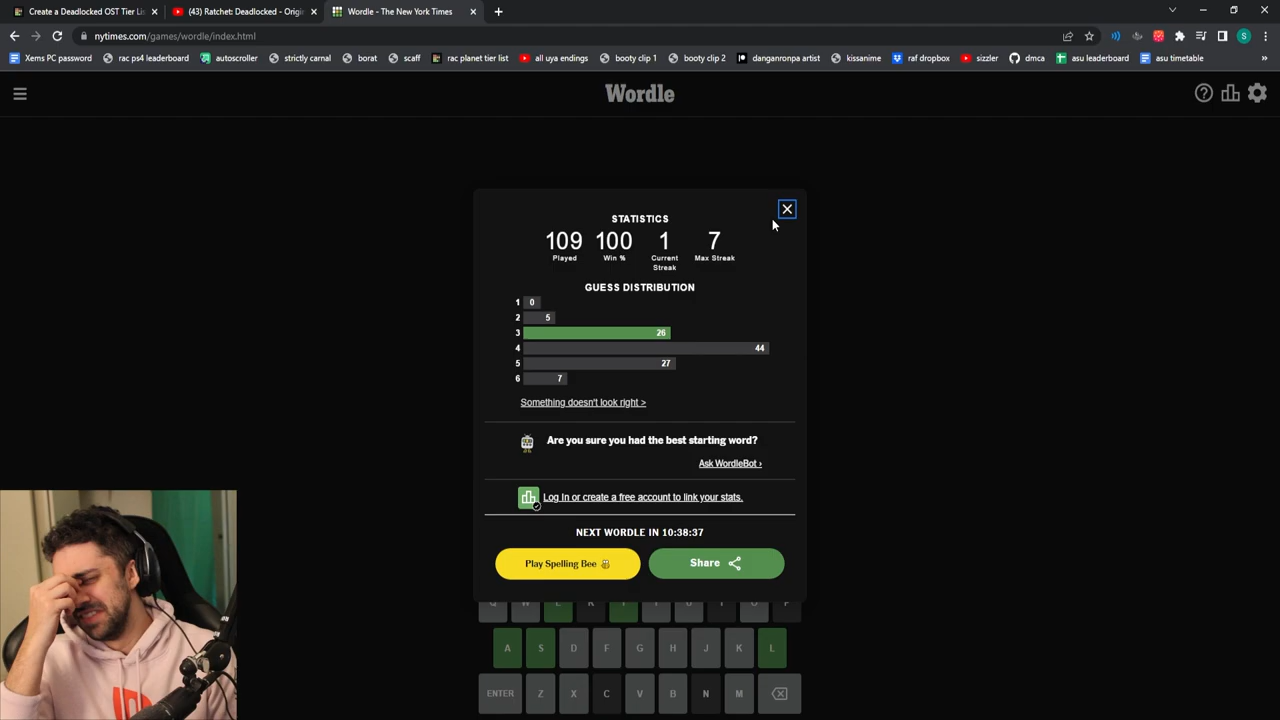 Create a Deadlocked OST Tier Lis
(43) Ratchet: Deadlocked - Origin
Wordle - The New York Times
nytimes.com/games/wordle/index.html
S
Xems PC password
rac ps4 leaderboard
autoscroller
strictly carnal
borat
scaff
rac planet tier list
all uya endings
booty clip 1
booty clip 2
danganronpa artist
kissanime
raf dropbox
sizzler
dmca
asu leaderboard
asu timetable
Wordle
STATISTICS
109 100 1 7
Played Win % Current Streak Max Streak
GUESS DISTRIBUTION
1 0
2 5
3 26
4 44
5 27
6 7
Something doesn't look right >
Are you sure you had the best starting word?
Ask WordleBot ›
Log in or create a free account to link your stats.
NEXT WORDLE IN 10:38:37
Play Spelling Bee
Share
Q W E R T Y U I O P
A S D F G H J K L
ENTER Z X C V B N M